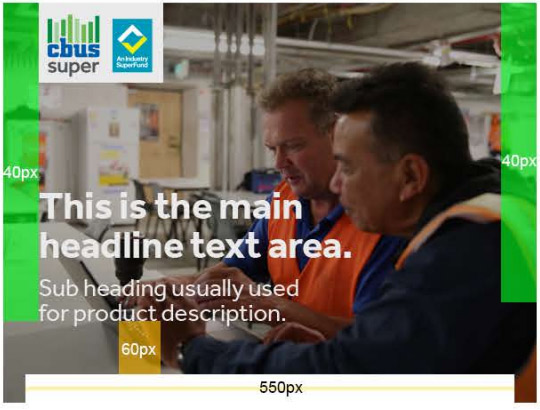 cbus
super
An Industry
SuperFund
40px
40px
This is the main
headline text area.
Sub heading usually used
for product description.
60px
550px